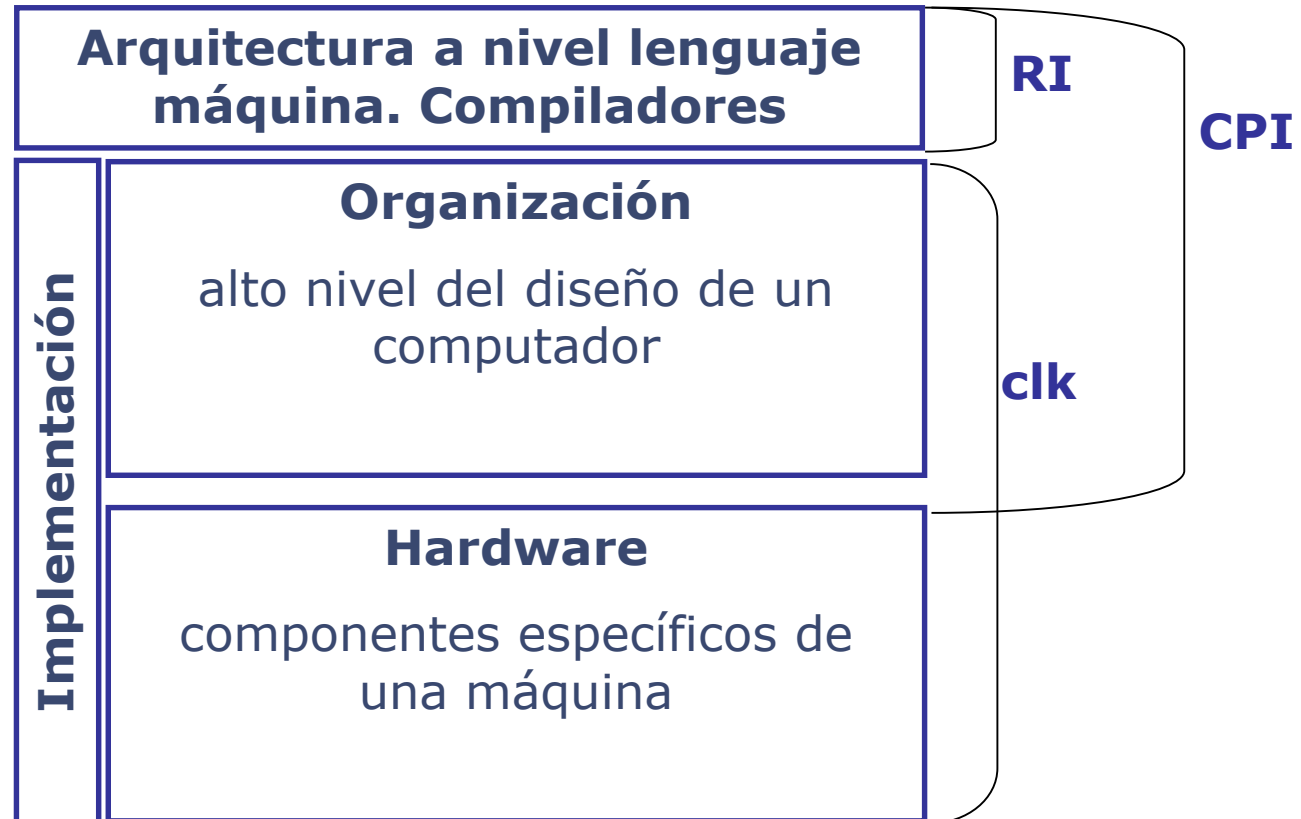 Arquitectura a nivel lenguaje
máquina. Compiladores
RI
CPI
Implementación
Organización
alto nivel del diseño de un
computador
clk
Hardware
componentes específicos de
una máquina